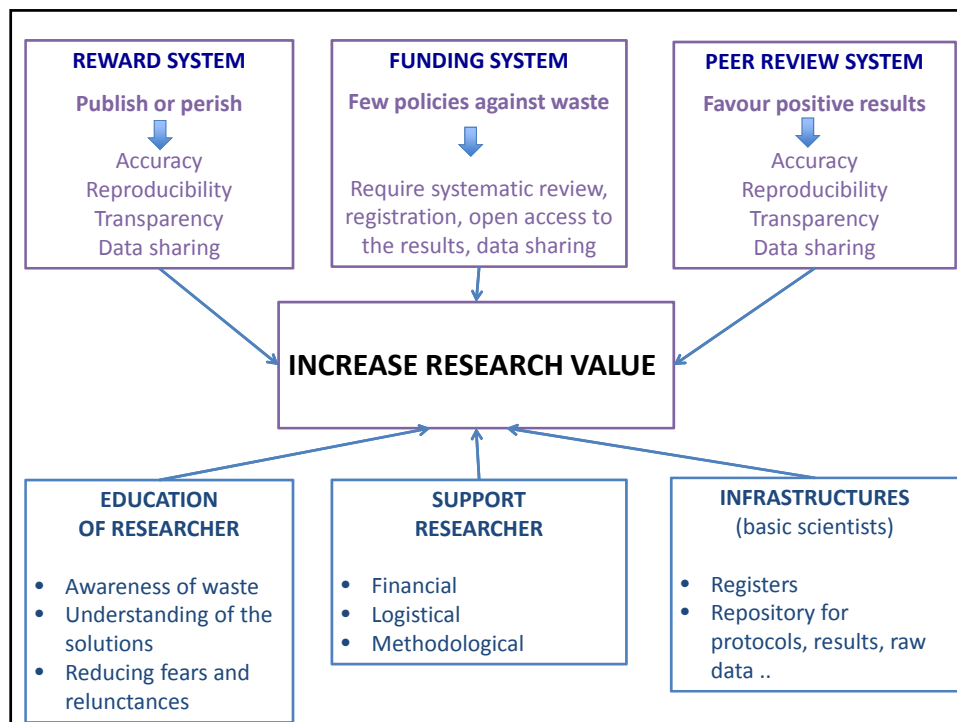 REWARD SYSTEM
Publish or perish
Accuracy
Reproducibility
Transparency
Data sharing
FUNDING SYSTEM
Few policies against waste
Require systematic review,
registration, open access to
the results, data sharing
PEER REVIEW SYSTEM
Favour positive results
Accuracy
Reproducibility
Transparency
Data sharing
INCREASE RESEARCH VALUE
EDUCATION
OF RESEARCHER
• Awareness of waste
• Understanding of the
solutions
• Reducing fears and
relunctances
SUPPORT
RESEARCHER
• Financial
• Logistical
• Methodological
INFRASTRUCTURES
(basic scientists)
• Registers
• Repository for
protocols, results, raw
data ..